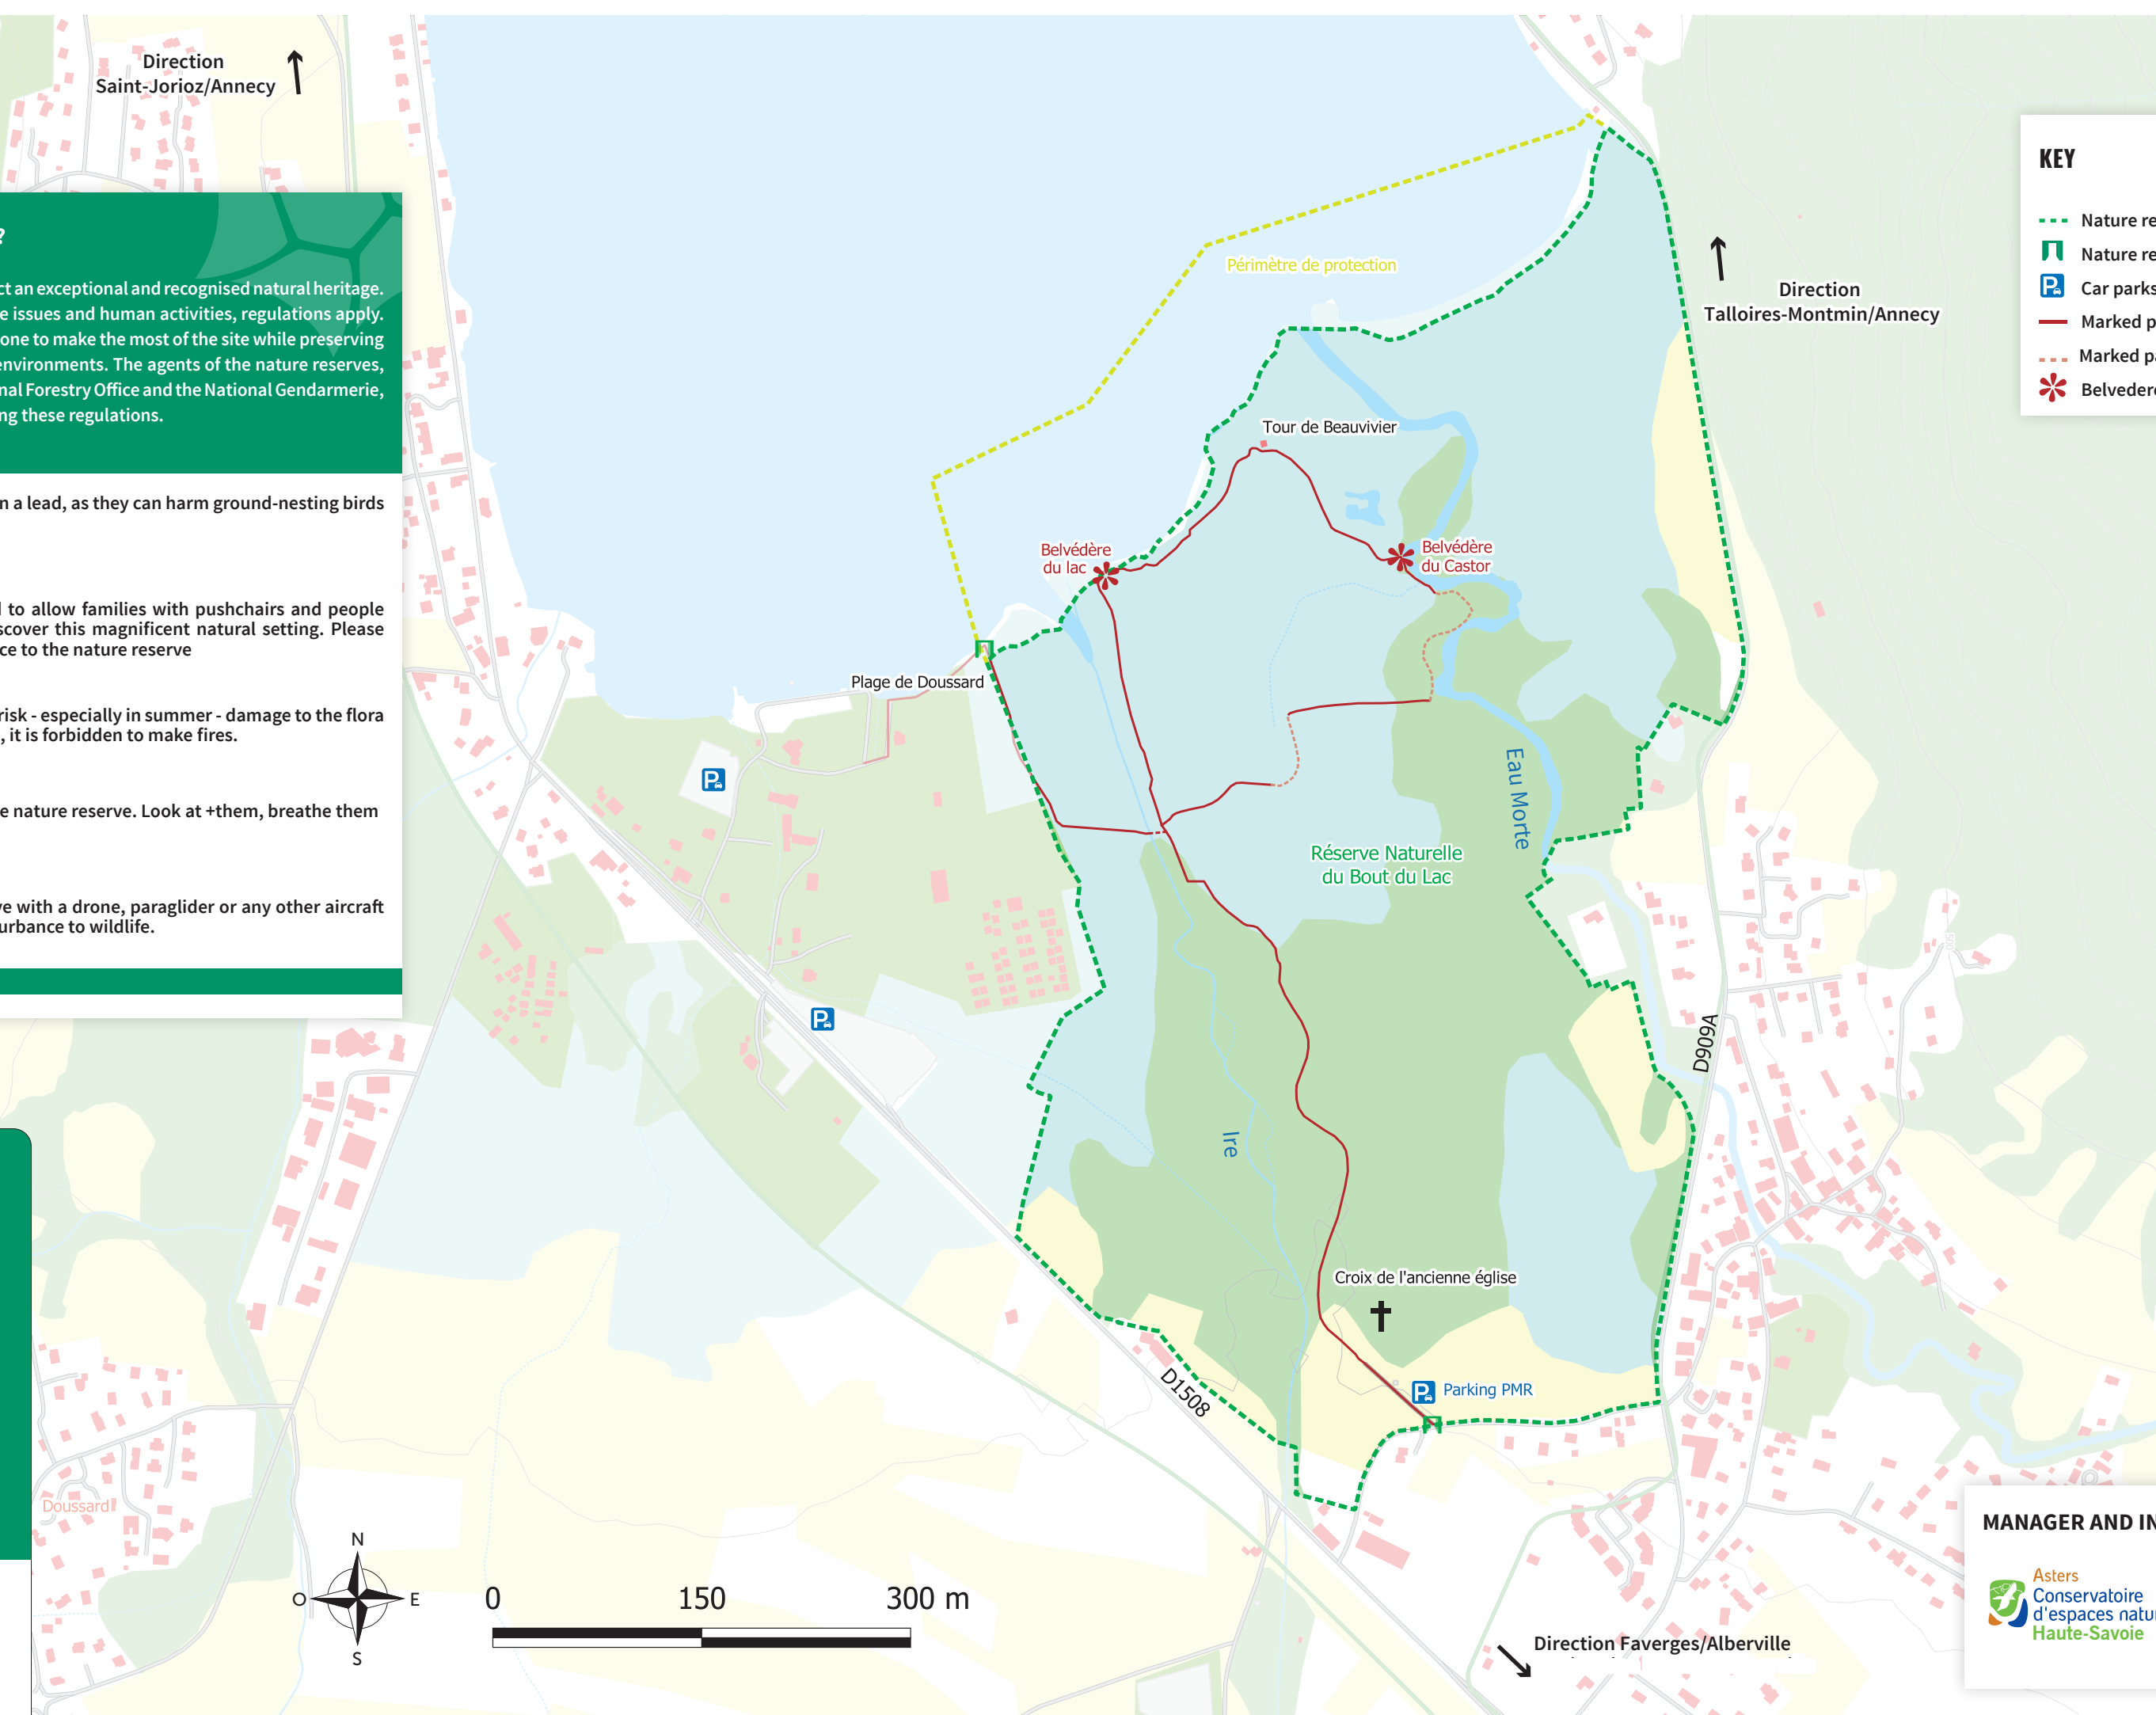 Direction
Saint-Jorioz/Annecy
?
ct an exceptional and recognised natural heritage.
e issues and human activities, regulations apply.
one to make the most of the site while preserving
environments. The agents of the nature reserves,
nal Forestry Office and the National Gendarmerie,
ng these regulations.
n a lead, as they can harm ground-nesting birds
d to allow families with pushchairs and people
scover this magnificent natural setting. Please
ce to the nature reserve
risk - especially in summer - damage to the flora
, it is forbidden to make fires.
e nature reserve. Look at +them, breathe them
ve with a drone, paraglider or any other aircraft
urbance to wildlife.
Périmètre de protection
Direction
Talloires-Montmin/Annecy
KEY
Nature re
Nature re
Car parks
Marked p
Marked pa
Belvedere
Tour de Beauvivier
Belvédère
du lac
Belvédère
du Castor
Plage de Doussard
Eau Morte
Réserve Naturelle
du Bout du Lac
Ire
D909A
500
Croix de l'ancienne église
Parking PMR
D1508
Doussard
N
O
E
S
0 150 300 m
Direction Faverges/Alberville
MANAGER AND IN
Asters
Conservatoire
d'espaces natur
Haute-Savoie